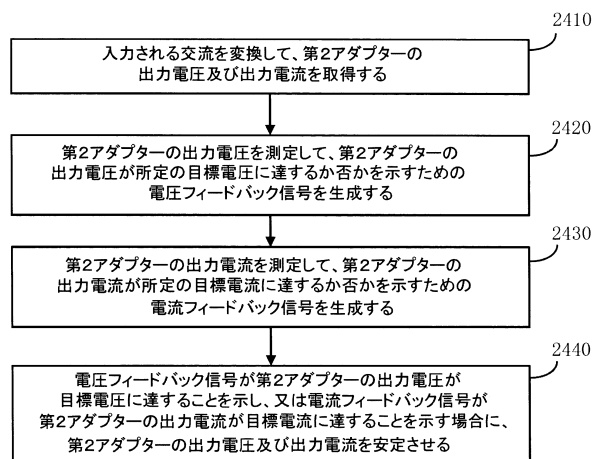 2410
入力される交流を変換して、第2アダプターの
出力電圧及び出力電流を取得する
2420
第2アダプターの出力電圧を測定して、第2アダプターの
出力電圧が所定の目標電圧に達するか否かを示すための
電圧フィードバック信号を生成する
2430
第2アダプターの出力電流を測定して、第2アダプターの
出力電流が所定の目標電流に達するか否かを示すための
電流フィードバック信号を生成する
2440
電圧フィードバック信号が第2アダプターの出力電圧が
目標電圧に達することを示し、又は電流フィードバック信号が
第2アダプターの出力電流が目標電流に達することを示す場合に、
第2アダプターの出力電圧及び出力電流を安定させる